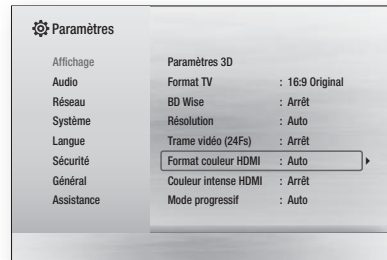 Paramètres
Affichage
Audio
Réseau
Système
Langue
Sécurité
Général
Assistance
Paramètres 3D
Format TV : 16:9 Original
BD Wise : Arrêt
Résolution : Auto
Trame vidéo (24Fs) : Arrêt
Format couleur HDMI : Auto
Couleur intense HDMI : Arrêt
Mode progressif : Auto